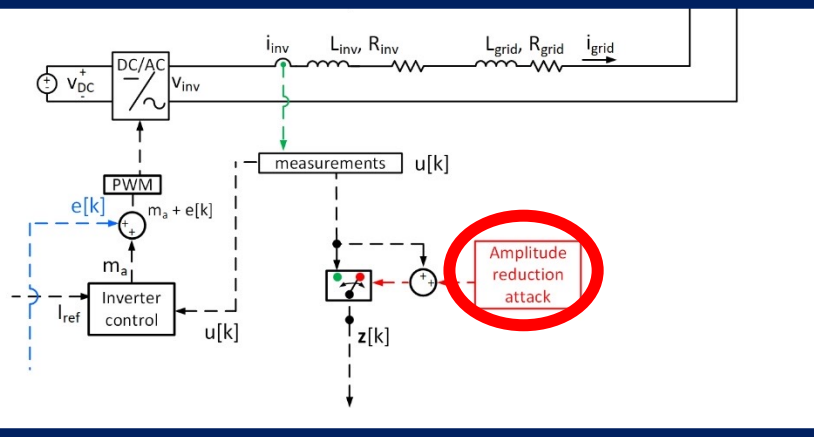 i_inv L_inv, R_inv L_grid, R_grid i_grid
DC/AC
+
V_DC
-
V_inv
measurements u[k]
PWM
e[k]
m_a + e[k]
+
+
m_a
Amplitude
reduction
attack
+
+
I_ref
Inverter
control
u[k]
z[k]